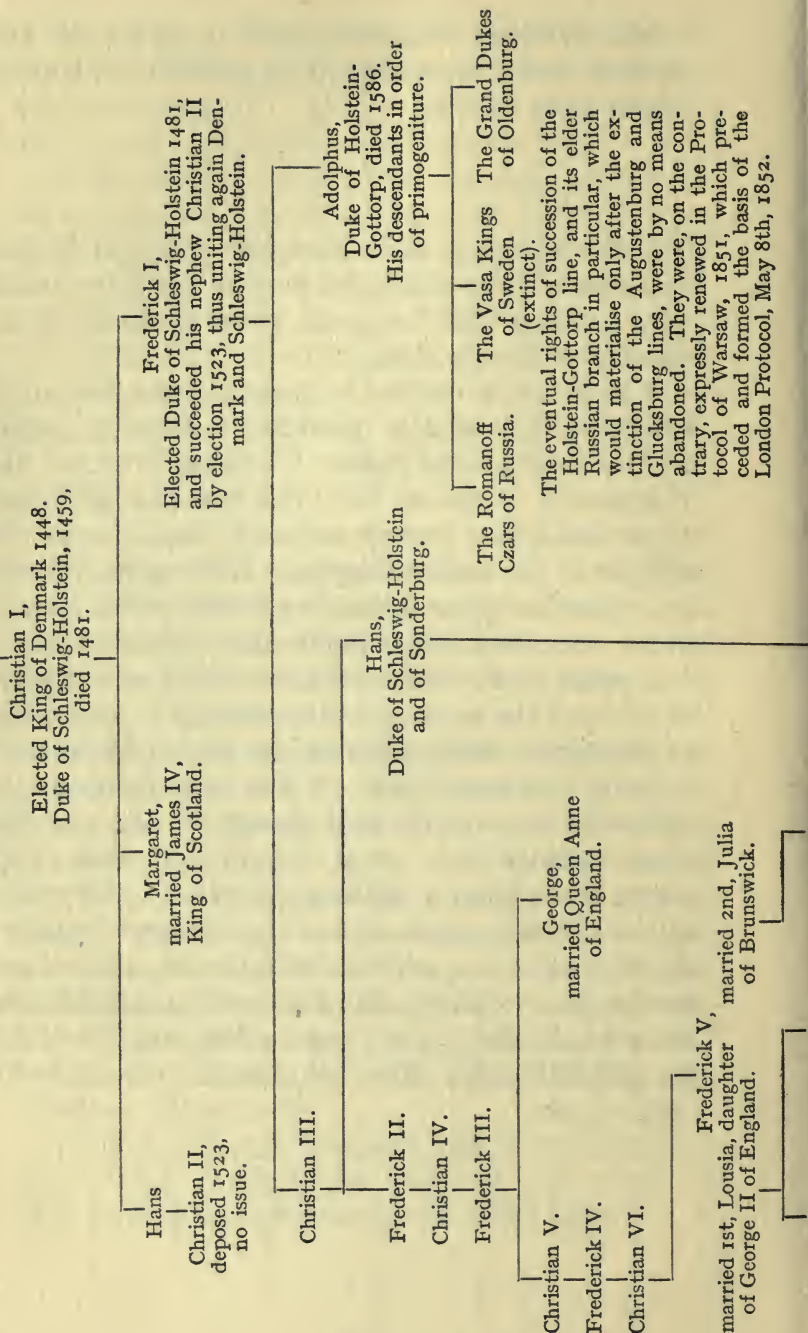 Christian I,
Elected King of Denmark 1448.
Duke of Schleswig-Holstein, 1459,
died 1481.
Hans
Christian II,
deposed 1523,
no issue.
Margaret,
married James IV,
King of Scotland.
Frederick I,
Elected Duke of Schleswig-Holstein 1481,
and succeeded his nephew Christian II
by election 1523, thus uniting again Den-
mark and Schleswig-Holstein.
Christian III.
Adolphus,
Duke of Holstein-
Gottorp, died 1586.
His descendants in order
of primogeniture.
Frederick II.
Christian IV.
Frederick III.
Hans,
Duke of Schleswig-Holstein
and of Sonderburg.
The Romanoff
Czars of Russia.
The Vasa Kings
of Sweden
(extinct).
The Grand Dukes
of Oldenburg.
The eventual rights of succession of the
Holstein-Gottorp line, and its elder
Russian branch in particular, which
would materialise only after the ex-
tinction of the Augustenburg and
Glucksburg lines, were by no means
abandoned. They were, on the con-
trary, expressly renewed in the Pro-
tocol of Warsaw, 1851, which pre-
ceded and formed the basis of the
London Protocol, May 8th, 1852.
Christian V.
Frederick IV.
Christian VI.
George,
married Queen Anne
of England.
Frederick V,
married 1st, Lousia, daughter
of George II of England.
married 2nd, Julia
of Brunswick.